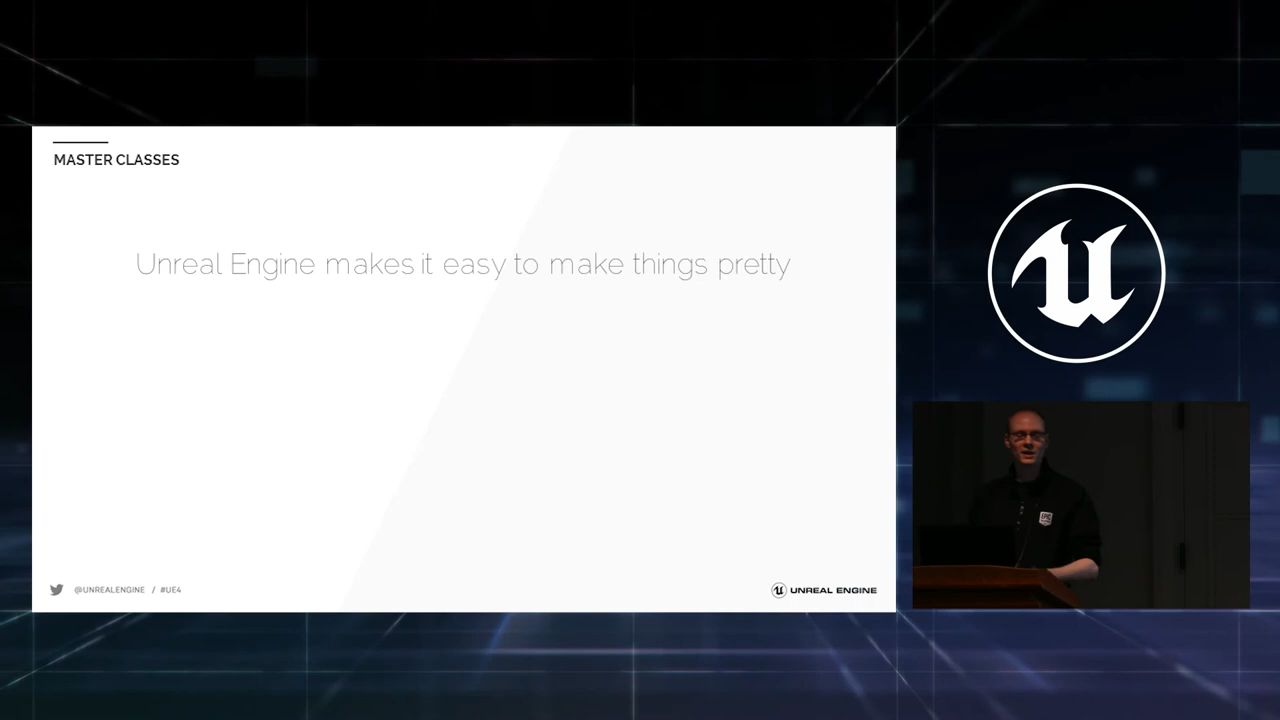 MASTER CLASSES
Unreal Engine makes it easy to make things pretty
@UNREALENGINE / #UE4
UNREAL ENGINE